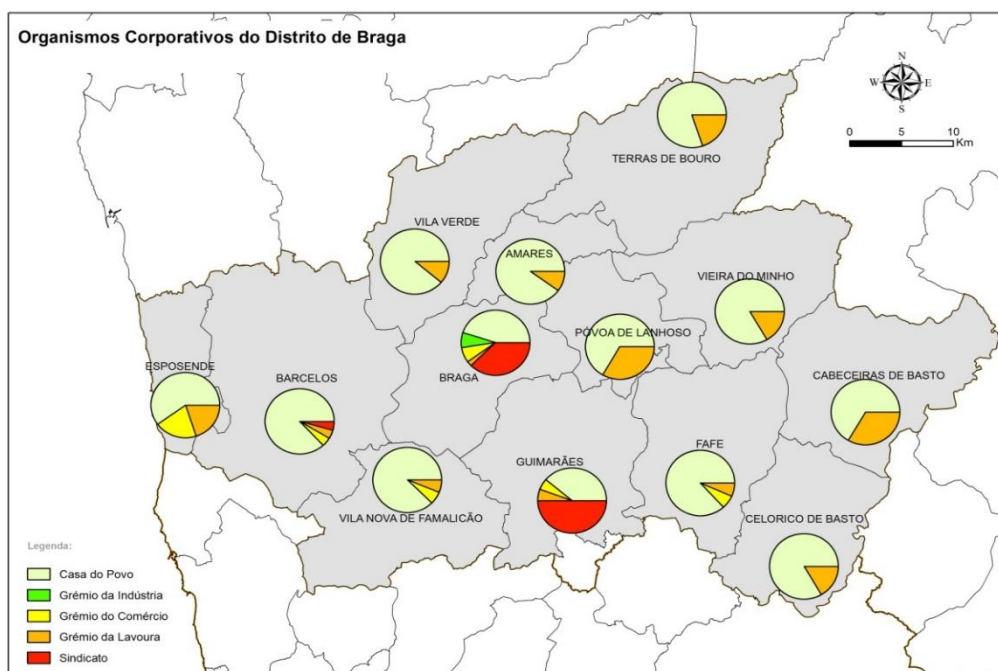 Organismos Corporativos do Distrito de Braga
N
W E
S
0 5 10
Km
TERRAS DE BOURO
VILA VERDE
AMARES
VIEIRA DO MINHO
PÓVOA DE LANHOSO
BRAGA
ESPOSENDE
BARCELOS
CABECEIRAS DE BASTO
FAFE
GUIMARÃES
VILA NOVA DE FAMALICÃO
CELORICO DE BASTO
Legenda:
Casa do Povo
Grémio da Indústria
Grémio do Comércio
Grémio da Lavoura
Sindicato